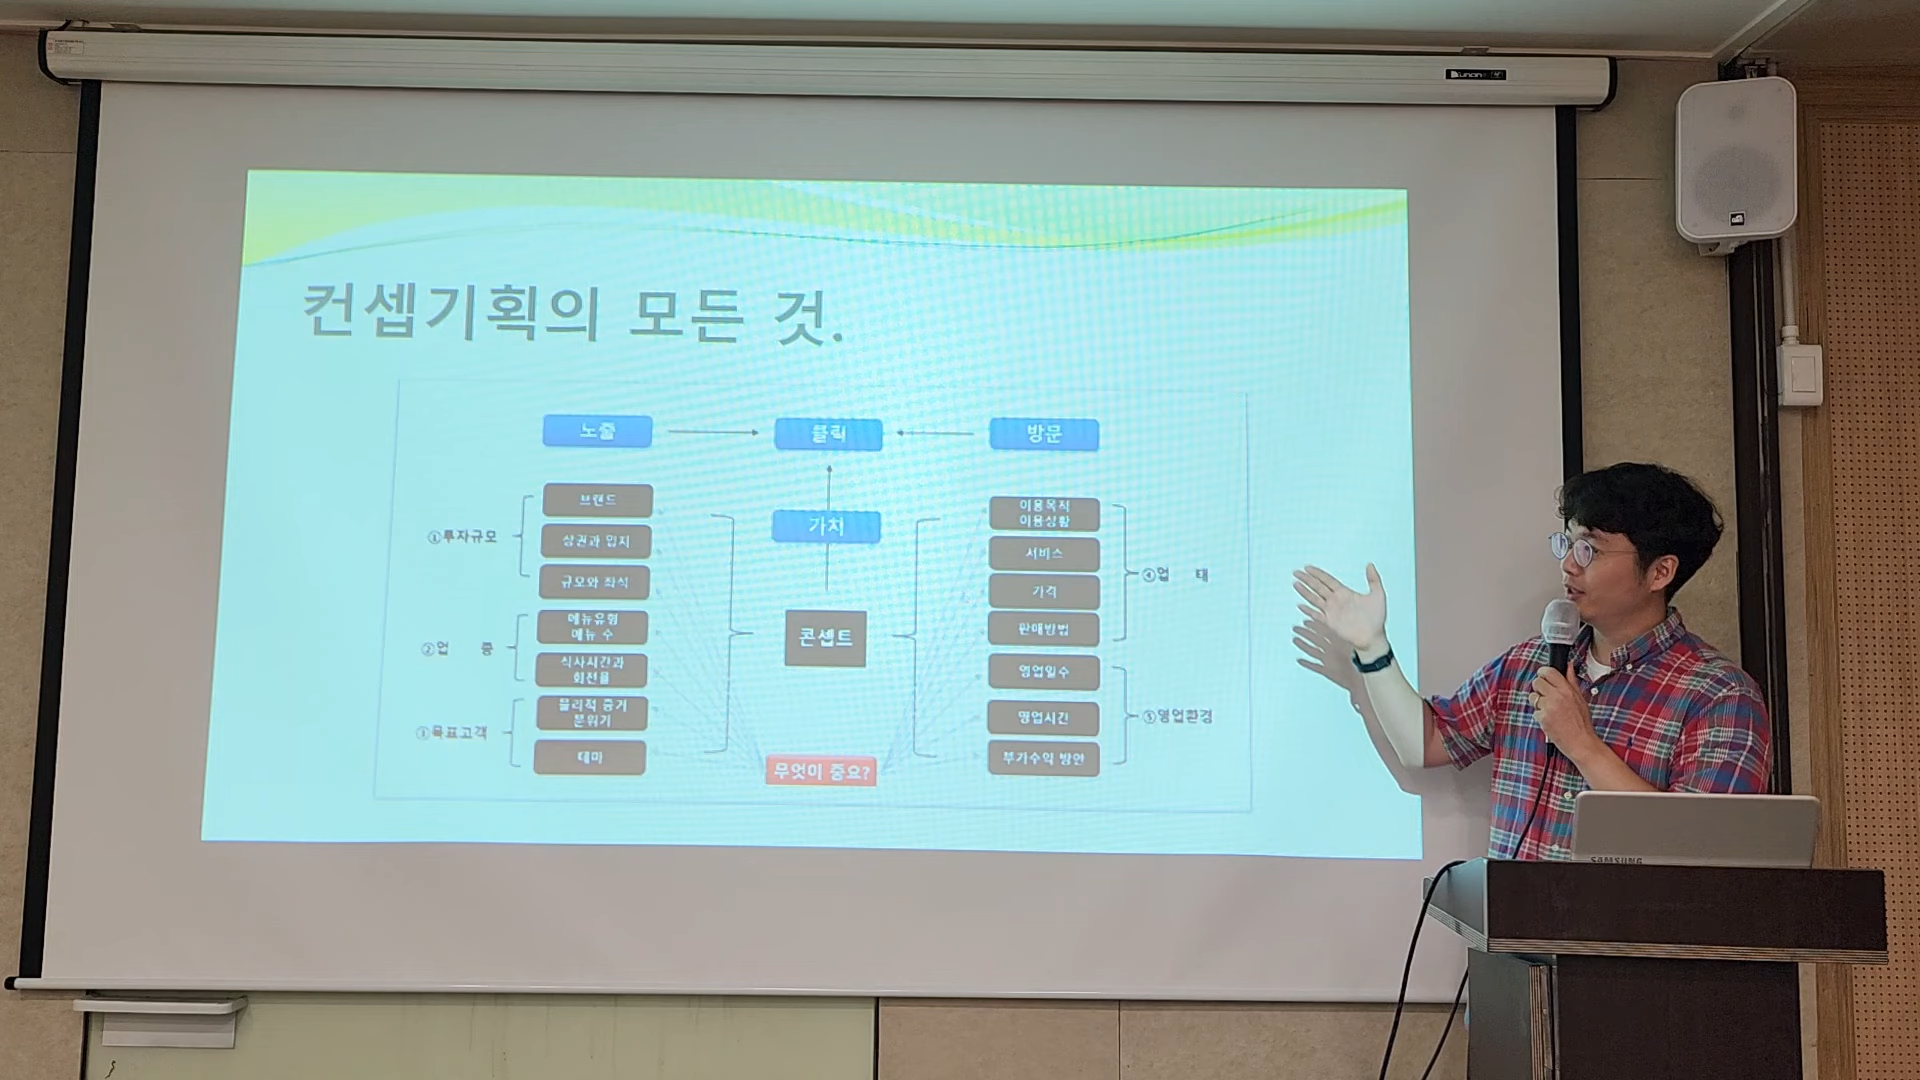 컨셉기획의 모든 것.
노출
클릭
방문
가치
콘셉트
무엇이 중요?
①투자규모
브랜드
상권과 입지
규모와 좌석
②업 종
메뉴유형
메뉴 수
식사시간과
회전율
③목표고객
물리적 증거
분위기
테마
이용목적
이용상황
서비스
가격
판매방법
④업 태
영업일수
영업시간
부가수익 방안
⑤영업환경
SAMSUNG